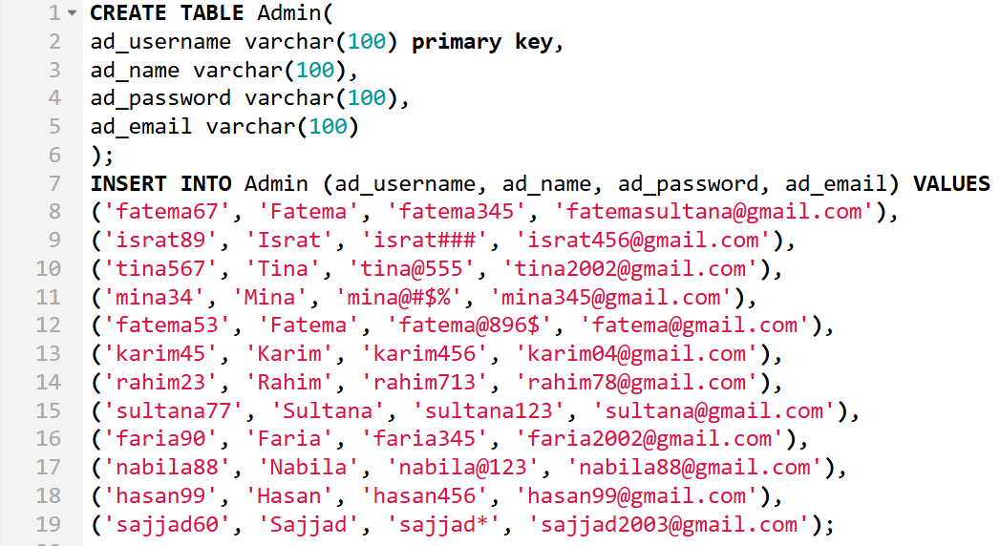 1 CREATE TABLE Admin(
2 ad_username varchar(100) primary key,
3 ad_name varchar(100),
4 ad_password varchar(100),
5 ad_email varchar(100)
6 );
7 INSERT INTO Admin (ad_username, ad_name, ad_password, ad_email) VALUES
8 ('fatema67', 'Fatema', 'fatema345', 'fatemasultana@gmail.com'),
9 ('israt89', 'Israt', 'israt###', 'israt456@gmail.com'),
10 ('tina567', 'Tina', 'tina@555', 'tina2002@gmail.com'),
11 ('mina34', 'Mina', 'mina@#$%', 'mina345@gmail.com'),
12 ('fatema53', 'Fatema', 'fatema@896$', 'fatema@gmail.com'),
13 ('karim45', 'Karim', 'karim456', 'karim04@gmail.com'),
14 ('rahim23', 'Rahim', 'rahim713', 'rahim78@gmail.com'),
15 ('sultana77', 'Sultana', 'sultana123', 'sultana@gmail.com'),
16 ('faria90', 'Faria', 'faria345', 'faria2002@gmail.com'),
17 ('nabila88', 'Nabila', 'nabila@123', 'nabila88@gmail.com'),
18 ('hasan99', 'Hasan', 'hasan456', 'hasan99@gmail.com'),
19 ('sajjad60', 'Sajjad', 'sajjad*', 'sajjad2003@gmail.com');